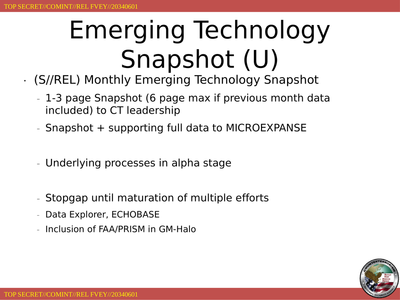 TOP SECRET//COMINT//REL FVEY//20340601
Emerging Technology
Snapshot (U)
· (S//REL) Monthly Emerging Technology Snapshot
- 1-3 page Snapshot (6 page max if previous month data
included) to CT leadership
- Snapshot + supporting full data to MICROEXPANSE
- Underlying processes in alpha stage
- Stopgap until maturation of multiple efforts
- Data Explorer, ECHOBASE
- Inclusion of FAA/PRISM in GM-Halo
TOP SECRET//COMINT//REL FVEY//20340601